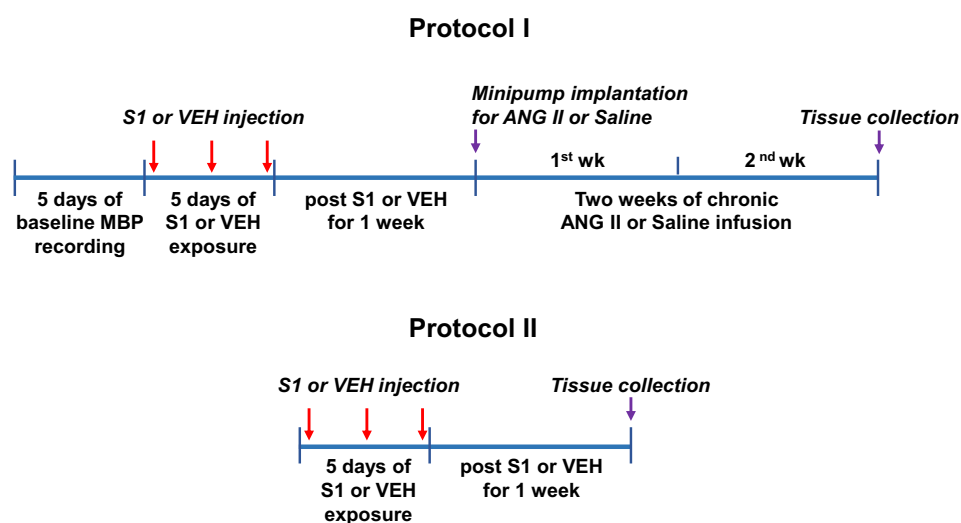 Protocol I
Minipump implantation
for ANG II or Saline
S1 or VEH injection
Tissue collection
1st wk
2 nd wk
5 days of
baseline MBP
recording
5 days of
S1 or VEH
exposure
post S1 or VEH
for 1 week
Two weeks of chronic
ANG II or Saline infusion
Protocol II
S1 or VEH injection
Tissue collection
5 days of
S1 or VEH
exposure
post S1 or VEH
for 1 week